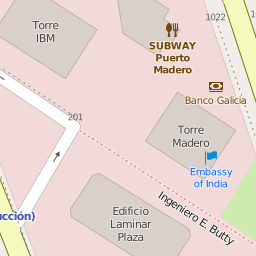 1022
Torre
IBM
SUBWAY
Puerto
Madero
Banco Galicia
201
Torre
Madero
Embassy
of India
Ingeniero E. Butty
Edificio
Laminar
Plaza
ucción)